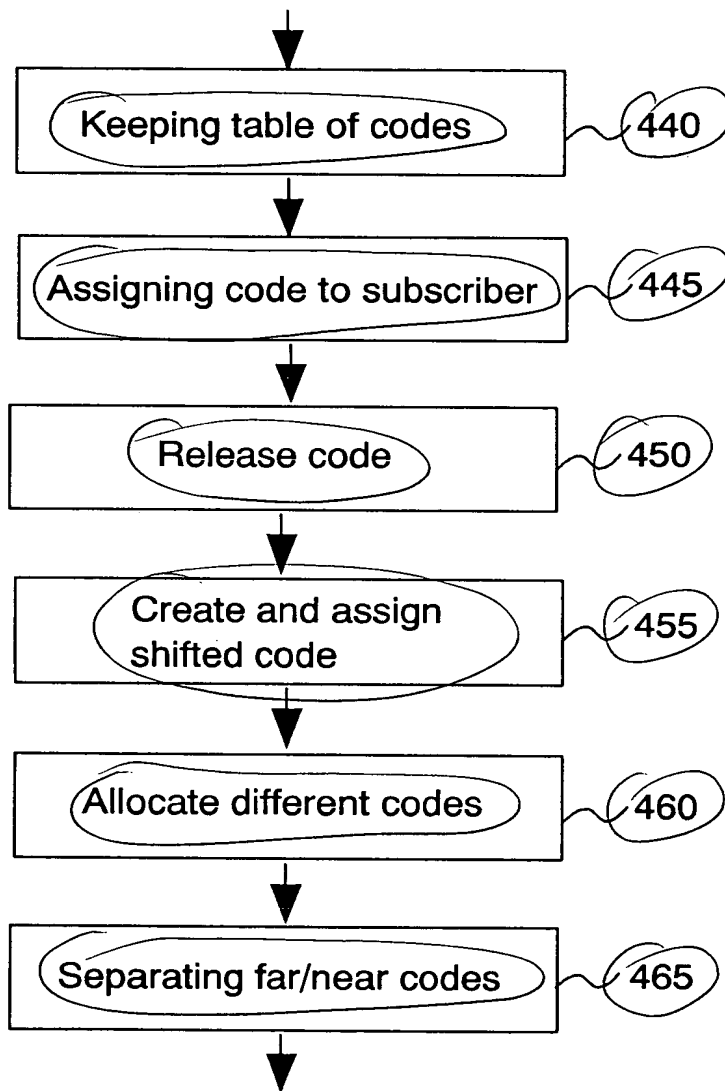 Keeping table of codes 440
Assigning code to subscriber 445
Release code 450
Create and assign
shifted code 455
Allocate different codes 460
Separating far/near codes 465